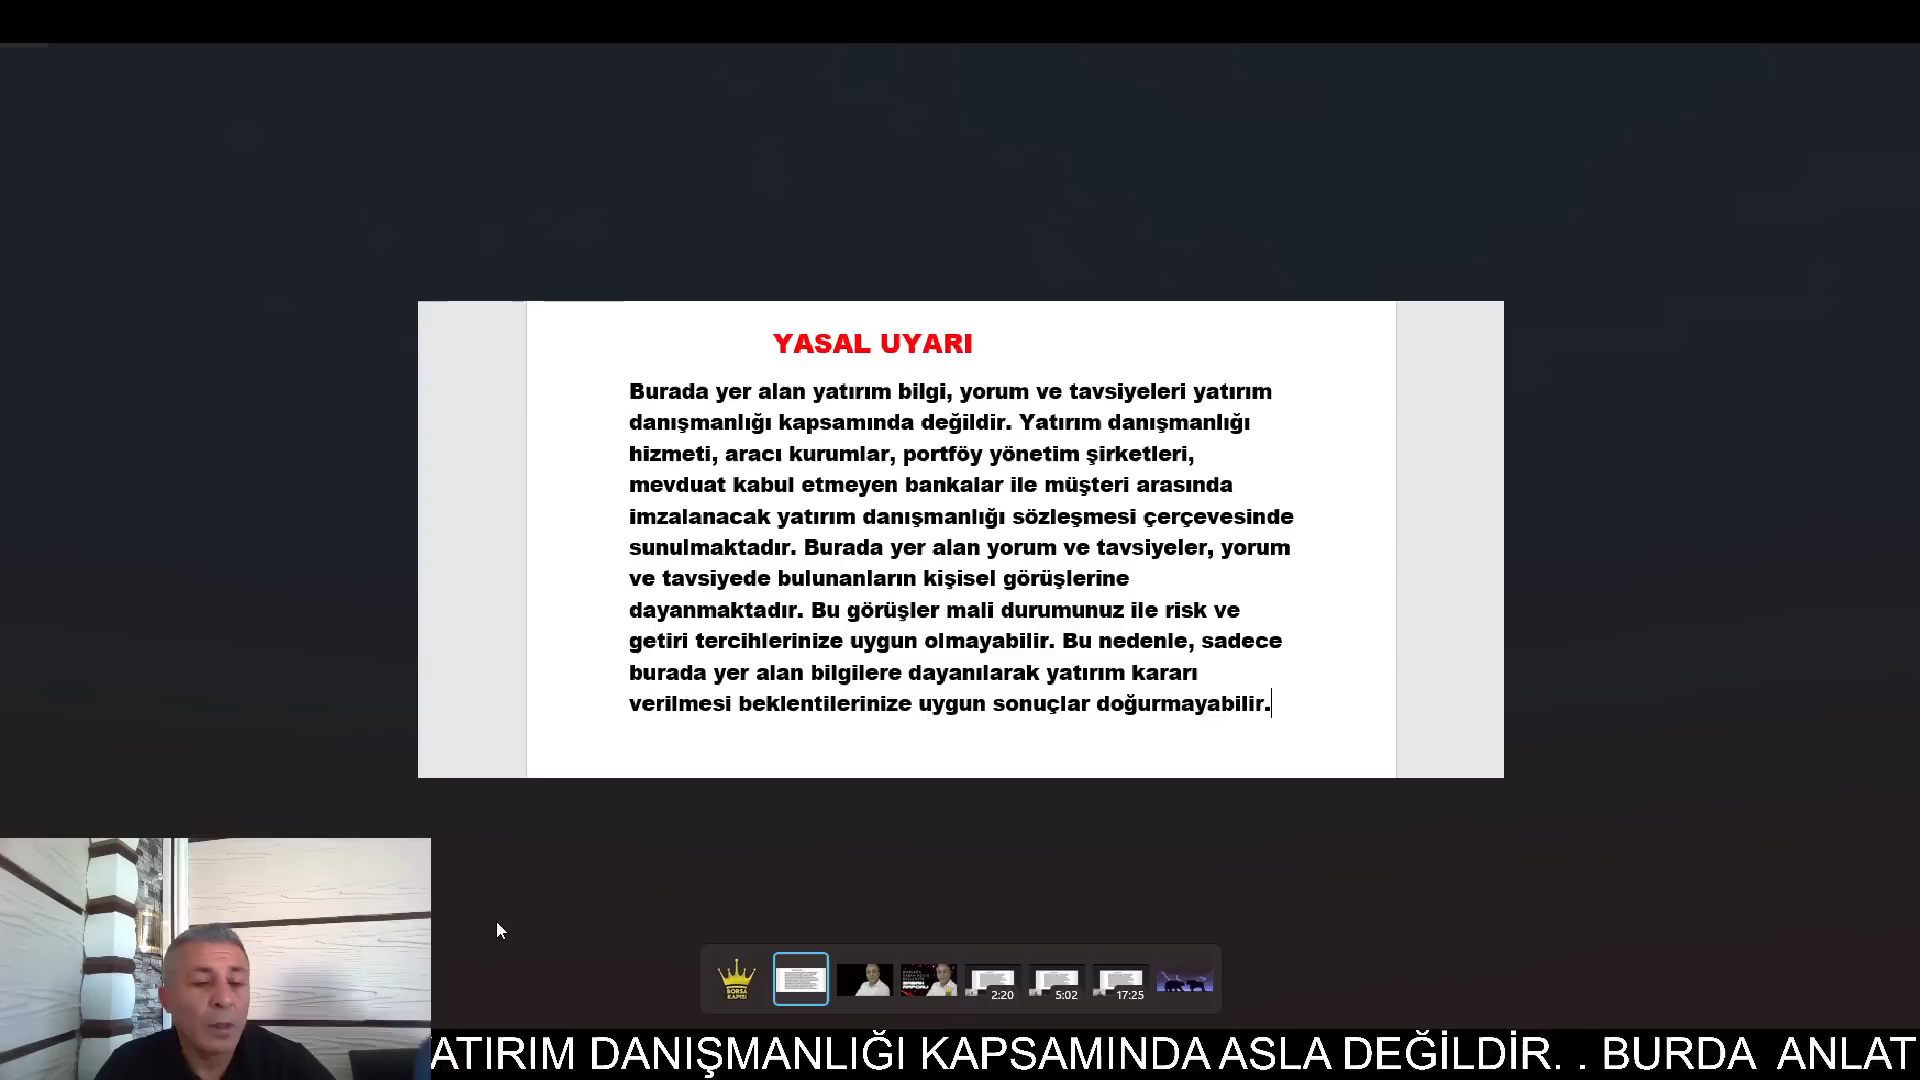 YASAL UYARI
Burada yer alan yatırım bilgi, yorum ve tavsiyeleri yatırım
danışmanlığı kapsamında değildir. Yatırım danışmanlığı
hizmeti, aracı kurumlar, portföy yönetim şirketleri,
mevduat kabul etmeyen bankalar ile müşteri arasında
imzalanacak yatırım danışmanlığı sözleşmesi çerçevesinde
sunulmaktadır. Burada yer alan yorum ve tavsiyeler, yorum
ve tavsiyede bulunanların kişisel görüşlerine
dayanmaktadır. Bu görüşler mali durumunuz ile risk ve
getiri tercihlerinize uygun olmayabilir. Bu nedenle, sadece
burada yer alan bilgilere dayanılarak yatırım kararı
verilmesi beklentilerinize uygun sonuçlar doğurmayabilir.
BORSA
KAPISI
SABAH
RAPORU
2:20
5:02
17:25
ATIRIM DANIŞMANLIĞI KAPSAMINDA ASLA DEĞİLDİR. . BURDA ANLAT